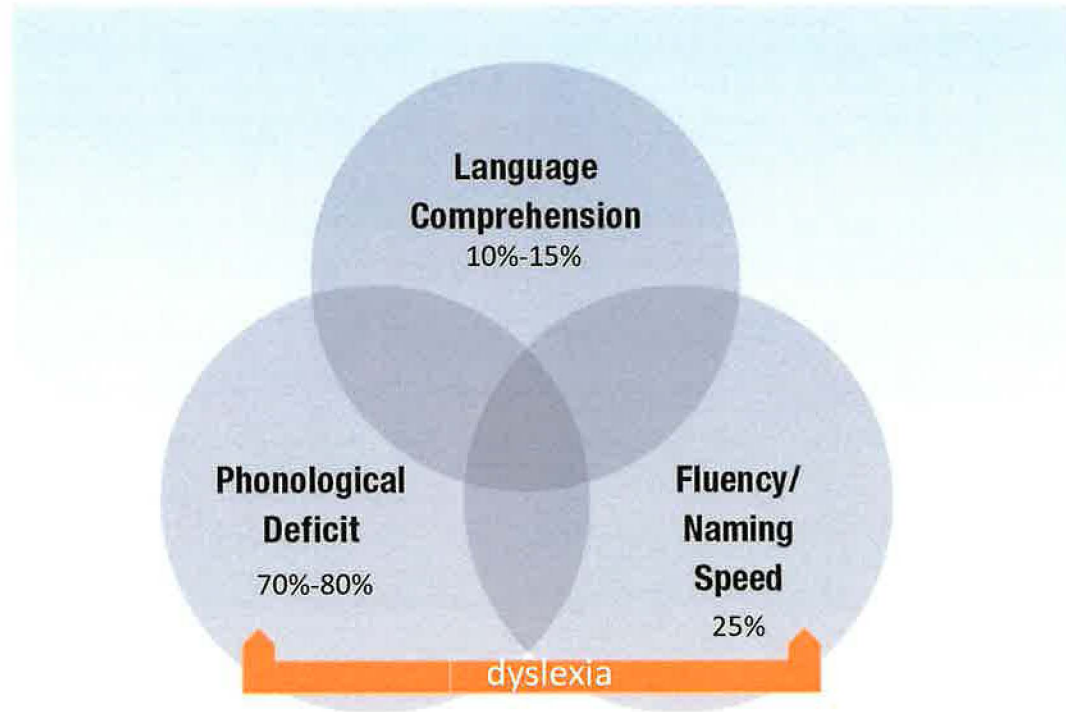 Language
Comprehension
10%-15%
Phonological
Deficit
70%-80%
Fluency/
Naming
Speed
25%
dyslexia